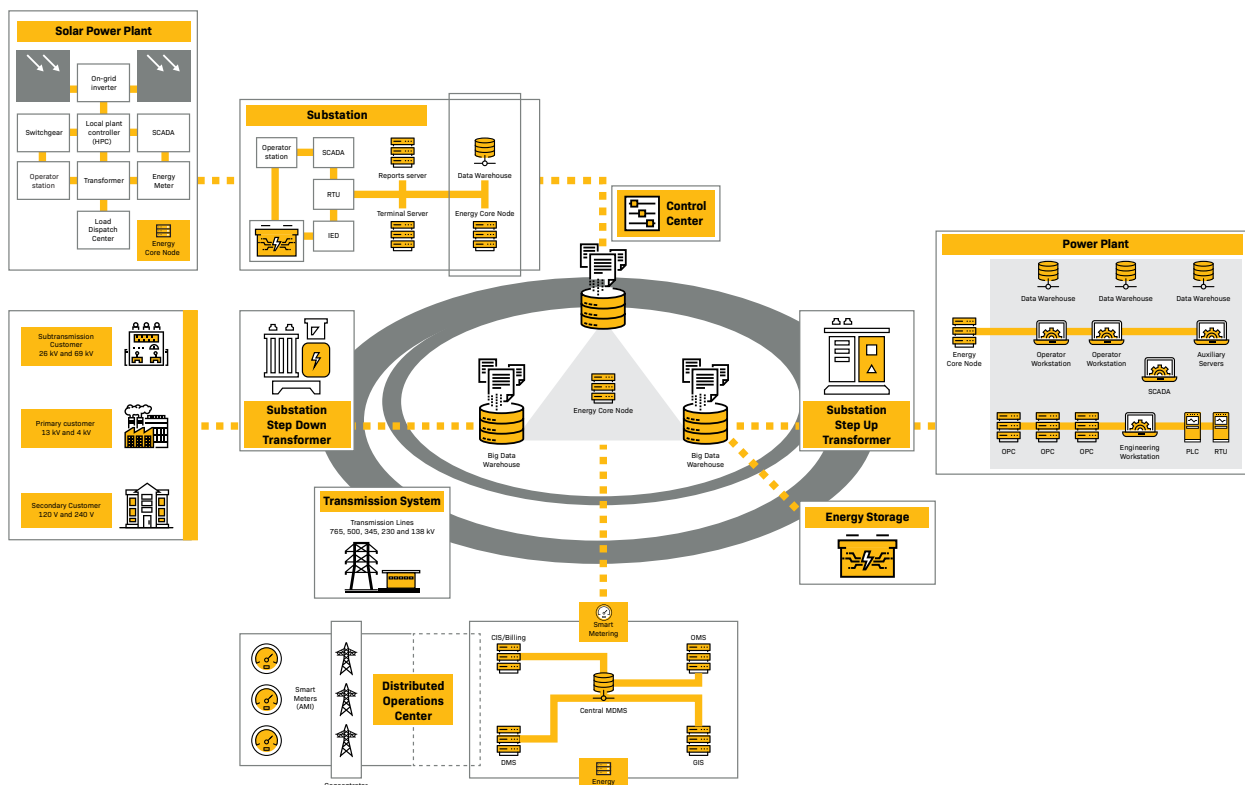 Solar Power Plant
On-grid
inverter
Switchgear
Local plant
controller
(HPC)
SCADA
Operator
station
Transformer
Energy
Meter
Load
Dispatch
Center
Energy
Core Node
Substation
Operator
station
SCADA
Reports server
Data Warehouse
RTU
Terminal Server
Energy Core Node
IED
Control
Center
Power Plant
Data Warehouse
Data Warehouse
Data Warehouse
Energy
Core Node
Operator
Workstation
Operator
Workstation
Auxiliary
Servers
SCADA
OPC
OPC
OPC
Engineering
Workstation
PLC
RTU
Subtransmission
Customer
26 kV and 69 kV
Primary customer
13 kV and 4 kV
Secondary Customer
120 V and 240 V
Substation
Step Down
Transformer
Energy Core Node
Big Data
Warehouse
Big Data
Warehouse
Substation
Step Up
Transformer
Transmission System
Transmission Lines
765, 500, 345, 230 and 138 kV
Energy Storage
Smart
Metering
Smart
Meters
(AMI)
Distributed
Operations
Center
CIS/Billing
OMS
Central MDMS
DMS
GIS
Energy